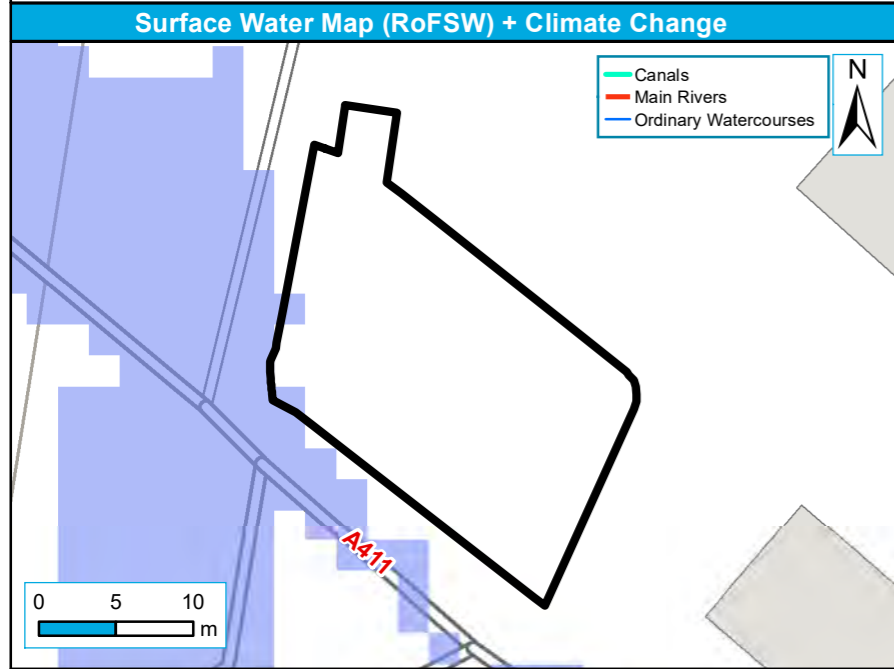 Surface Water Map (RoFSW) + Climate Change
Canals
Main Rivers
Ordinary Watercourses
N
A411
0 5 10
m